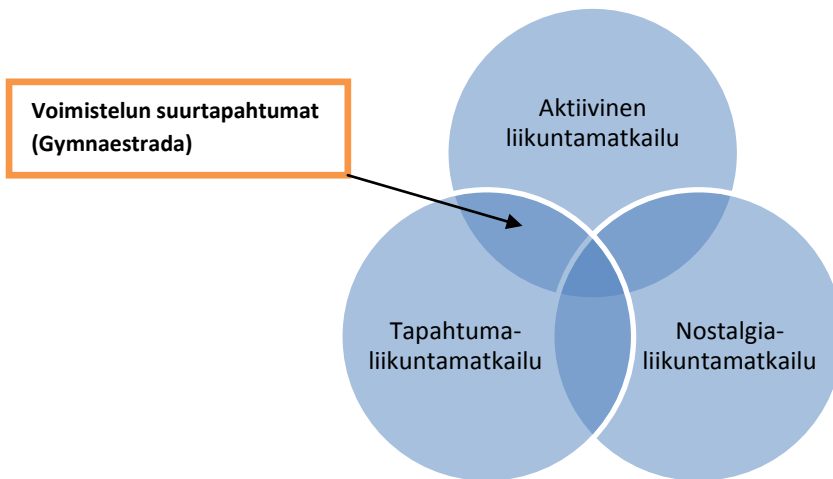 Voimistelun suurtapahtumat
(Gymnaestrada)
Aktiivinen
liikuntamatkailu
Tapahtuma-
liikuntamatkailu
Nostalgia-
liikuntamatkailu